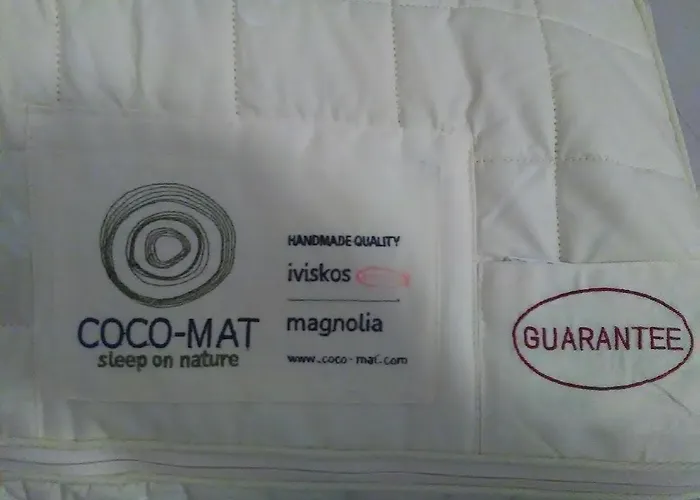 COCO-MAT
sleep on nature
HANDMADE QUALITY
iviskos
magnolia
www.coco-mat.com
GUARANTEE